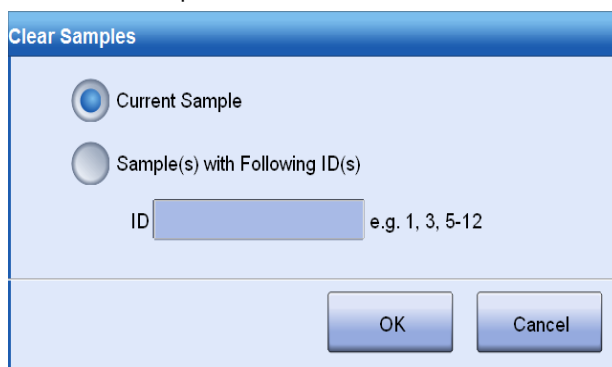 Clear Samples
Current Sample
Sample(s) with Following ID(s)
ID e.g. 1, 3, 5-12
OK Cancel